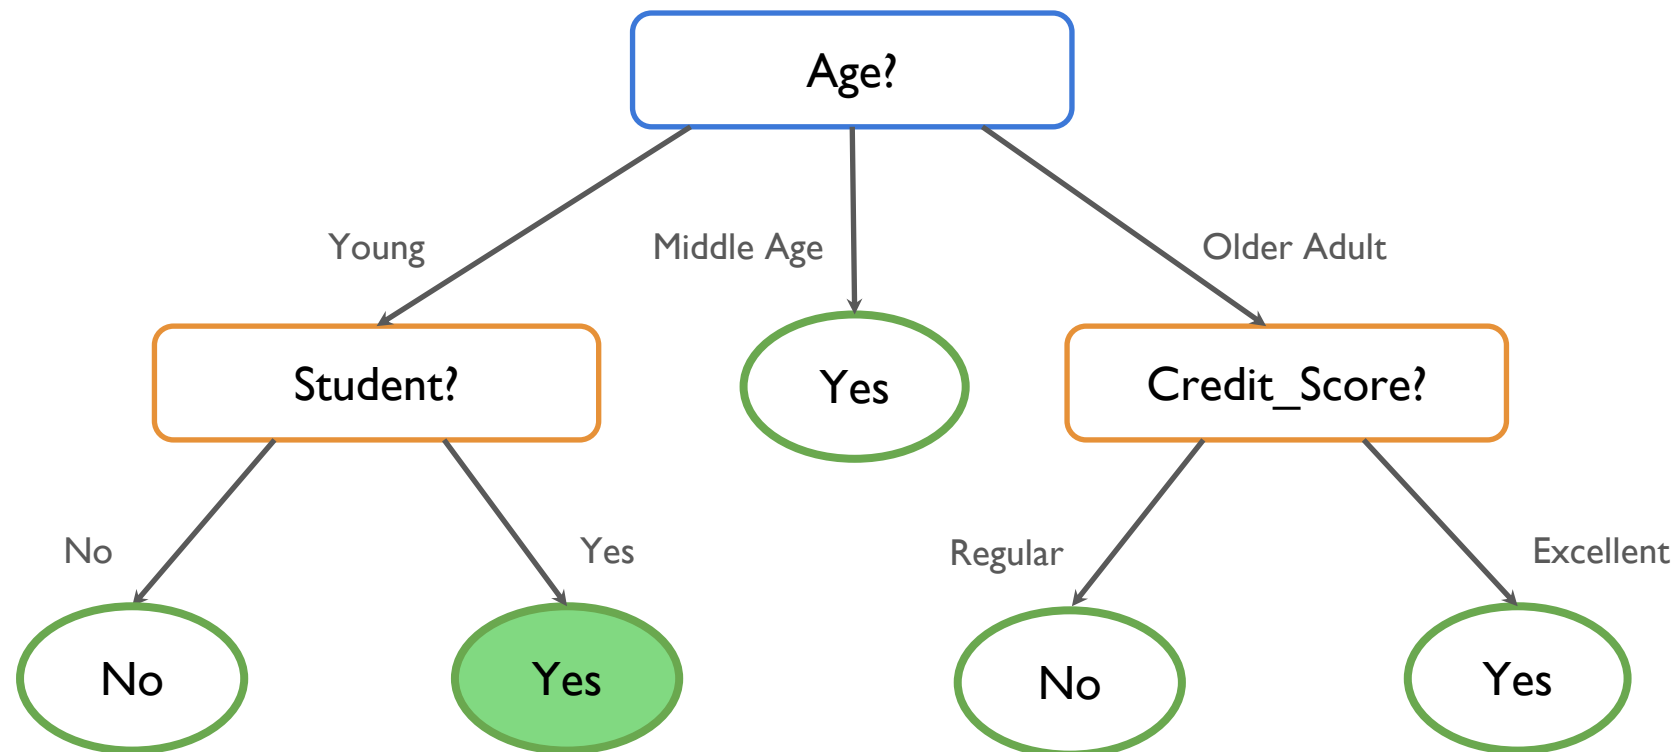 Age?
Young
Middle Age
Older Adult
Student?
Yes
Credit_Score?
No
Yes
Regular
Excellent
No
Yes
No
Yes